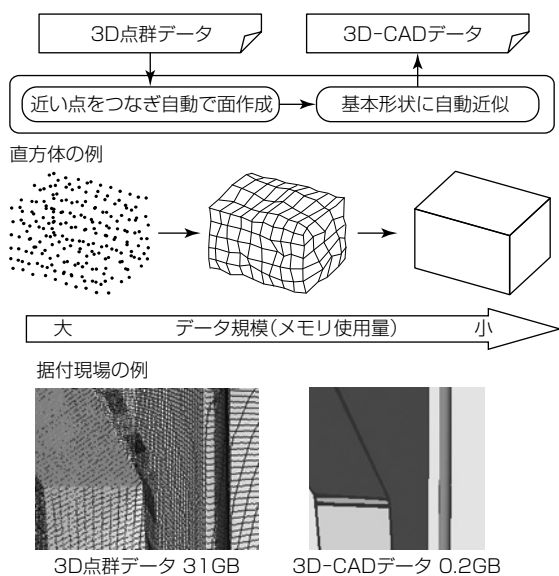 3D点群データ
3D-CADデータ
近い点をつなぎ自動で面作成
基本形状に自動近似
直方体の例
大 データ規模(メモリ使用量) 小
据付現場の例
3D点群データ 31GB
3D-CADデータ 0.2GB